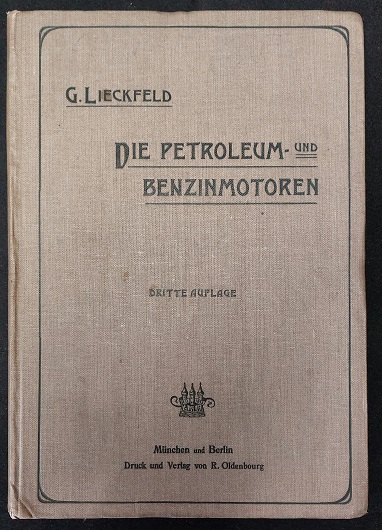 G. LIECKFELD
DIE PETROLEUM- UND
BENZINMOTOREN
DRITTE AUFLAGE
München und Berlin
Druck und Verlag von R. Oldenbourg